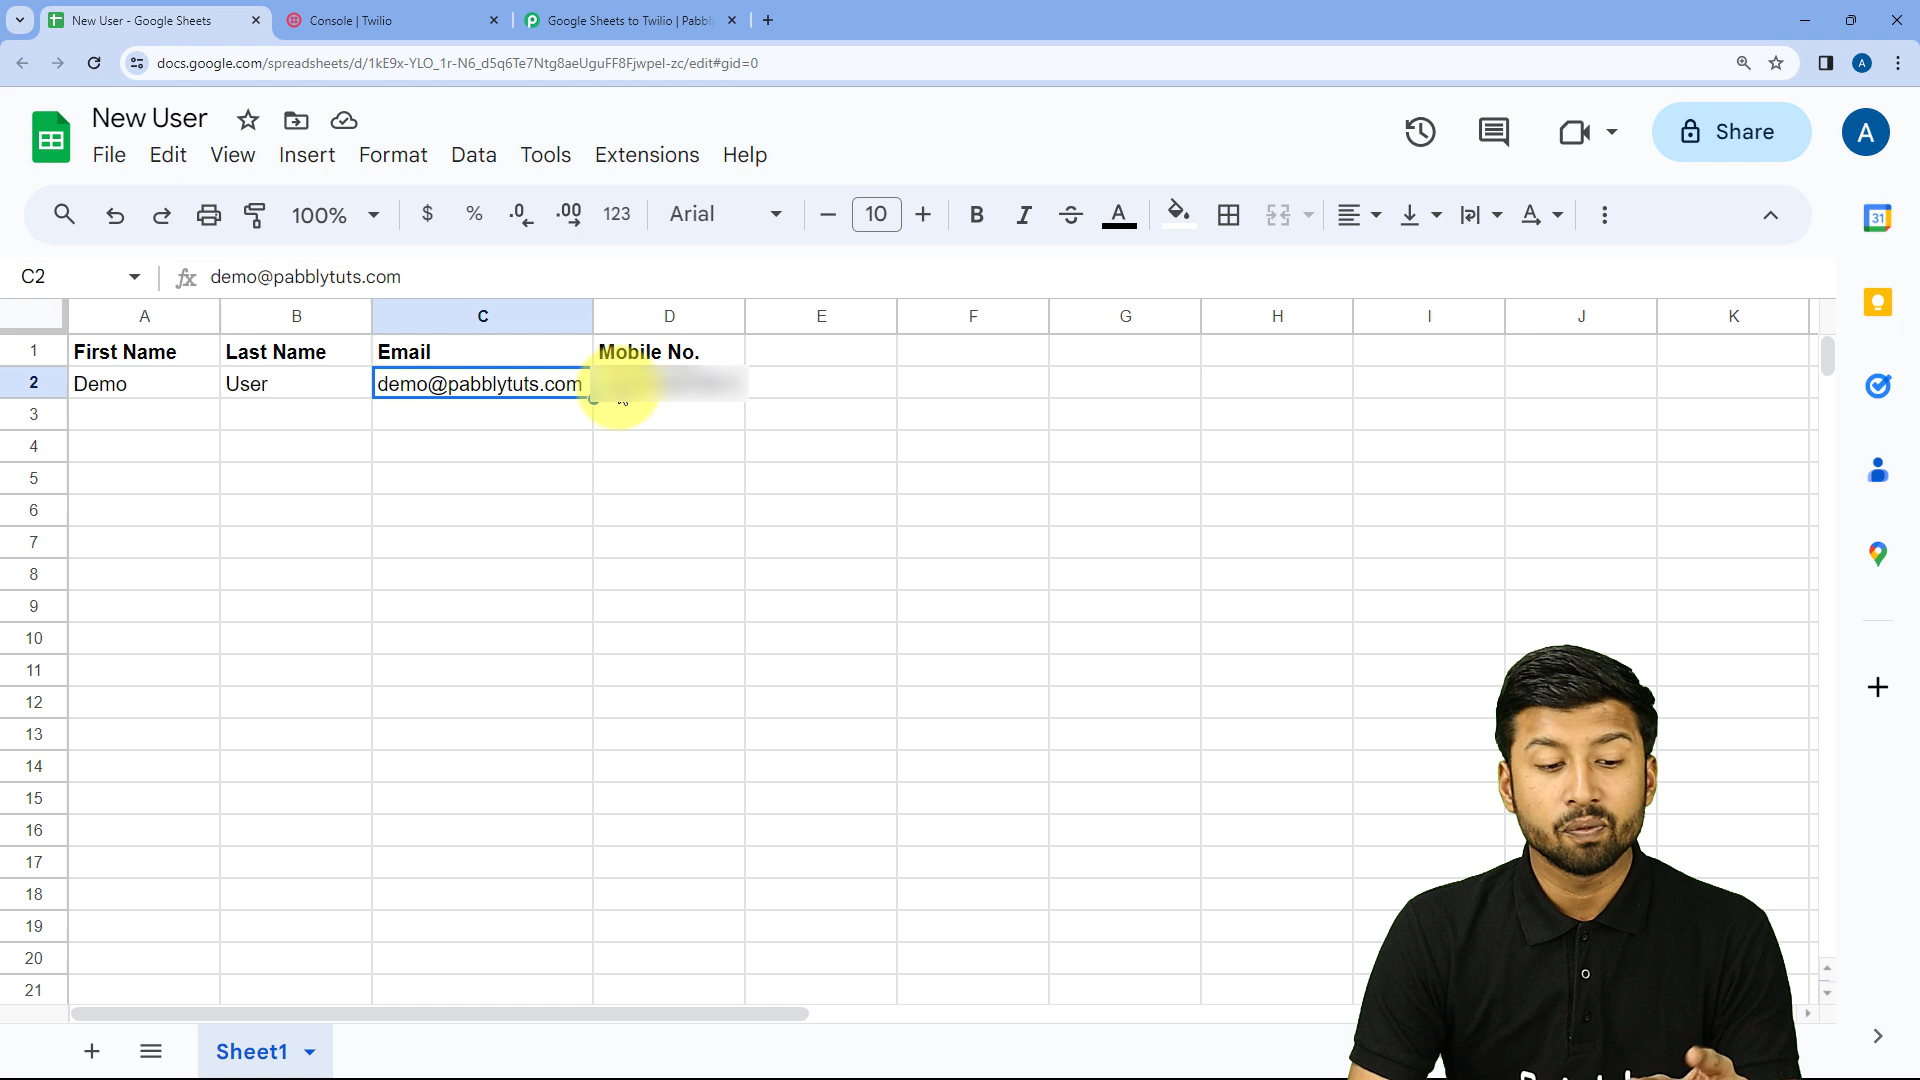 New User - Google Sheets
Console | Twilio
Google Sheets to Twilio | Pabbl
docs.google.com/spreadsheets/d/1kE9x-YLO_1r-N6_d5q6Te7Ntg8aeUguFF8Fjwpel-zc/edit#gid=0
A
New User
File Edit View Insert Format Data Tools Extensions Help
Share
A
100% $ % .0 .00 123 Arial 10 B I A A
31
C2 fx demo@pabblytuts.com
A B C D E F G H I J K
1 First Name Last Name Email Mobile No.
2 Demo User demo@pabblytuts.com
3
4
5
6
7
8
9
10
11
12
13
14
15
16
17
18
19
20
21
Sheet1